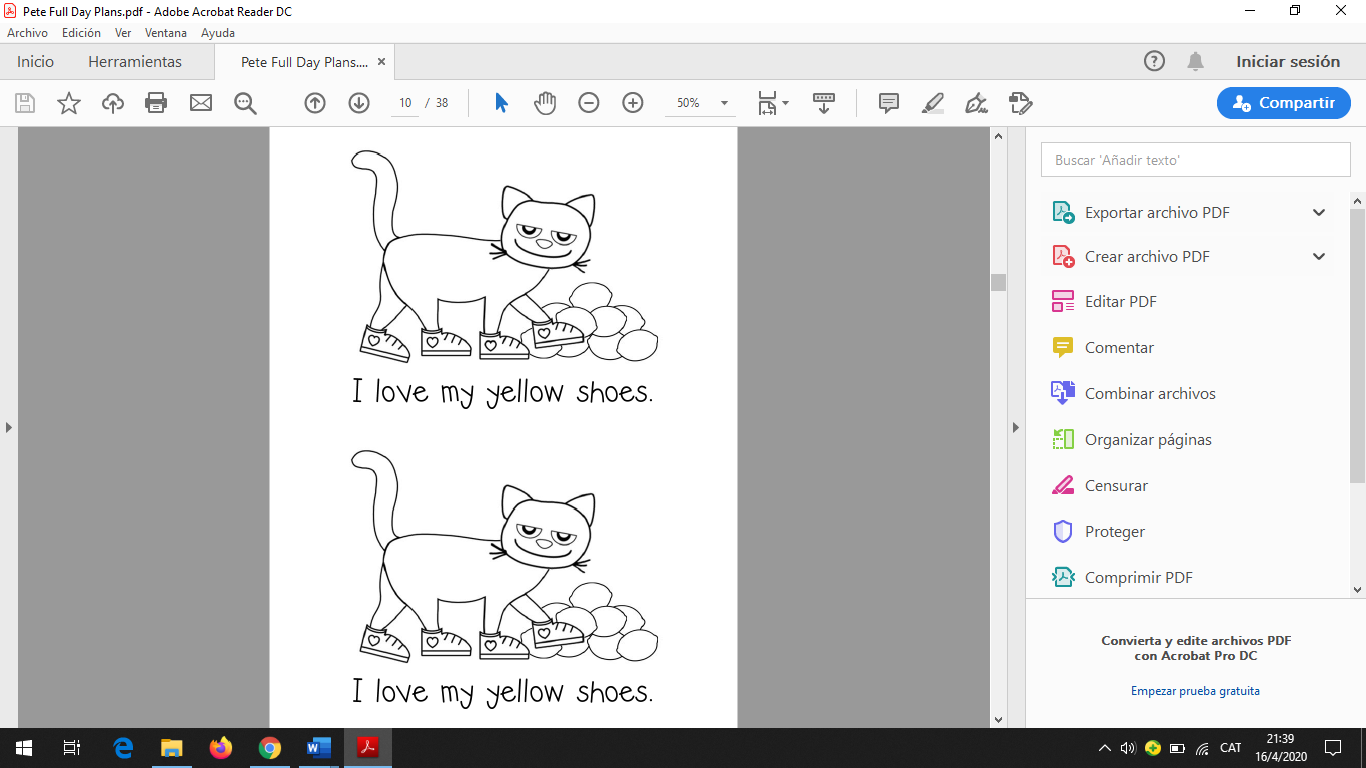 Pete Full Day Plans.pdf - Adobe Acrobat Reader DC
Archivo Edición Ver Ventana Ayuda
Inicio Herramientas Pete Full Day Plans.... Iniciar sesión
10 / 38 50% Compartir
I love my yellow shoes.
I love my yellow shoes.
Buscar 'Añadir texto'
Exportar archivo PDF
Crear archivo PDF
Editar PDF
Comentar
Combinar archivos
Organizar páginas
Censurar
Proteger
Comprimir PDF
Convierta y edite archivos PDF
con Acrobat Pro DC
Empezar prueba gratuita
CAT
21:39
16/4/2020